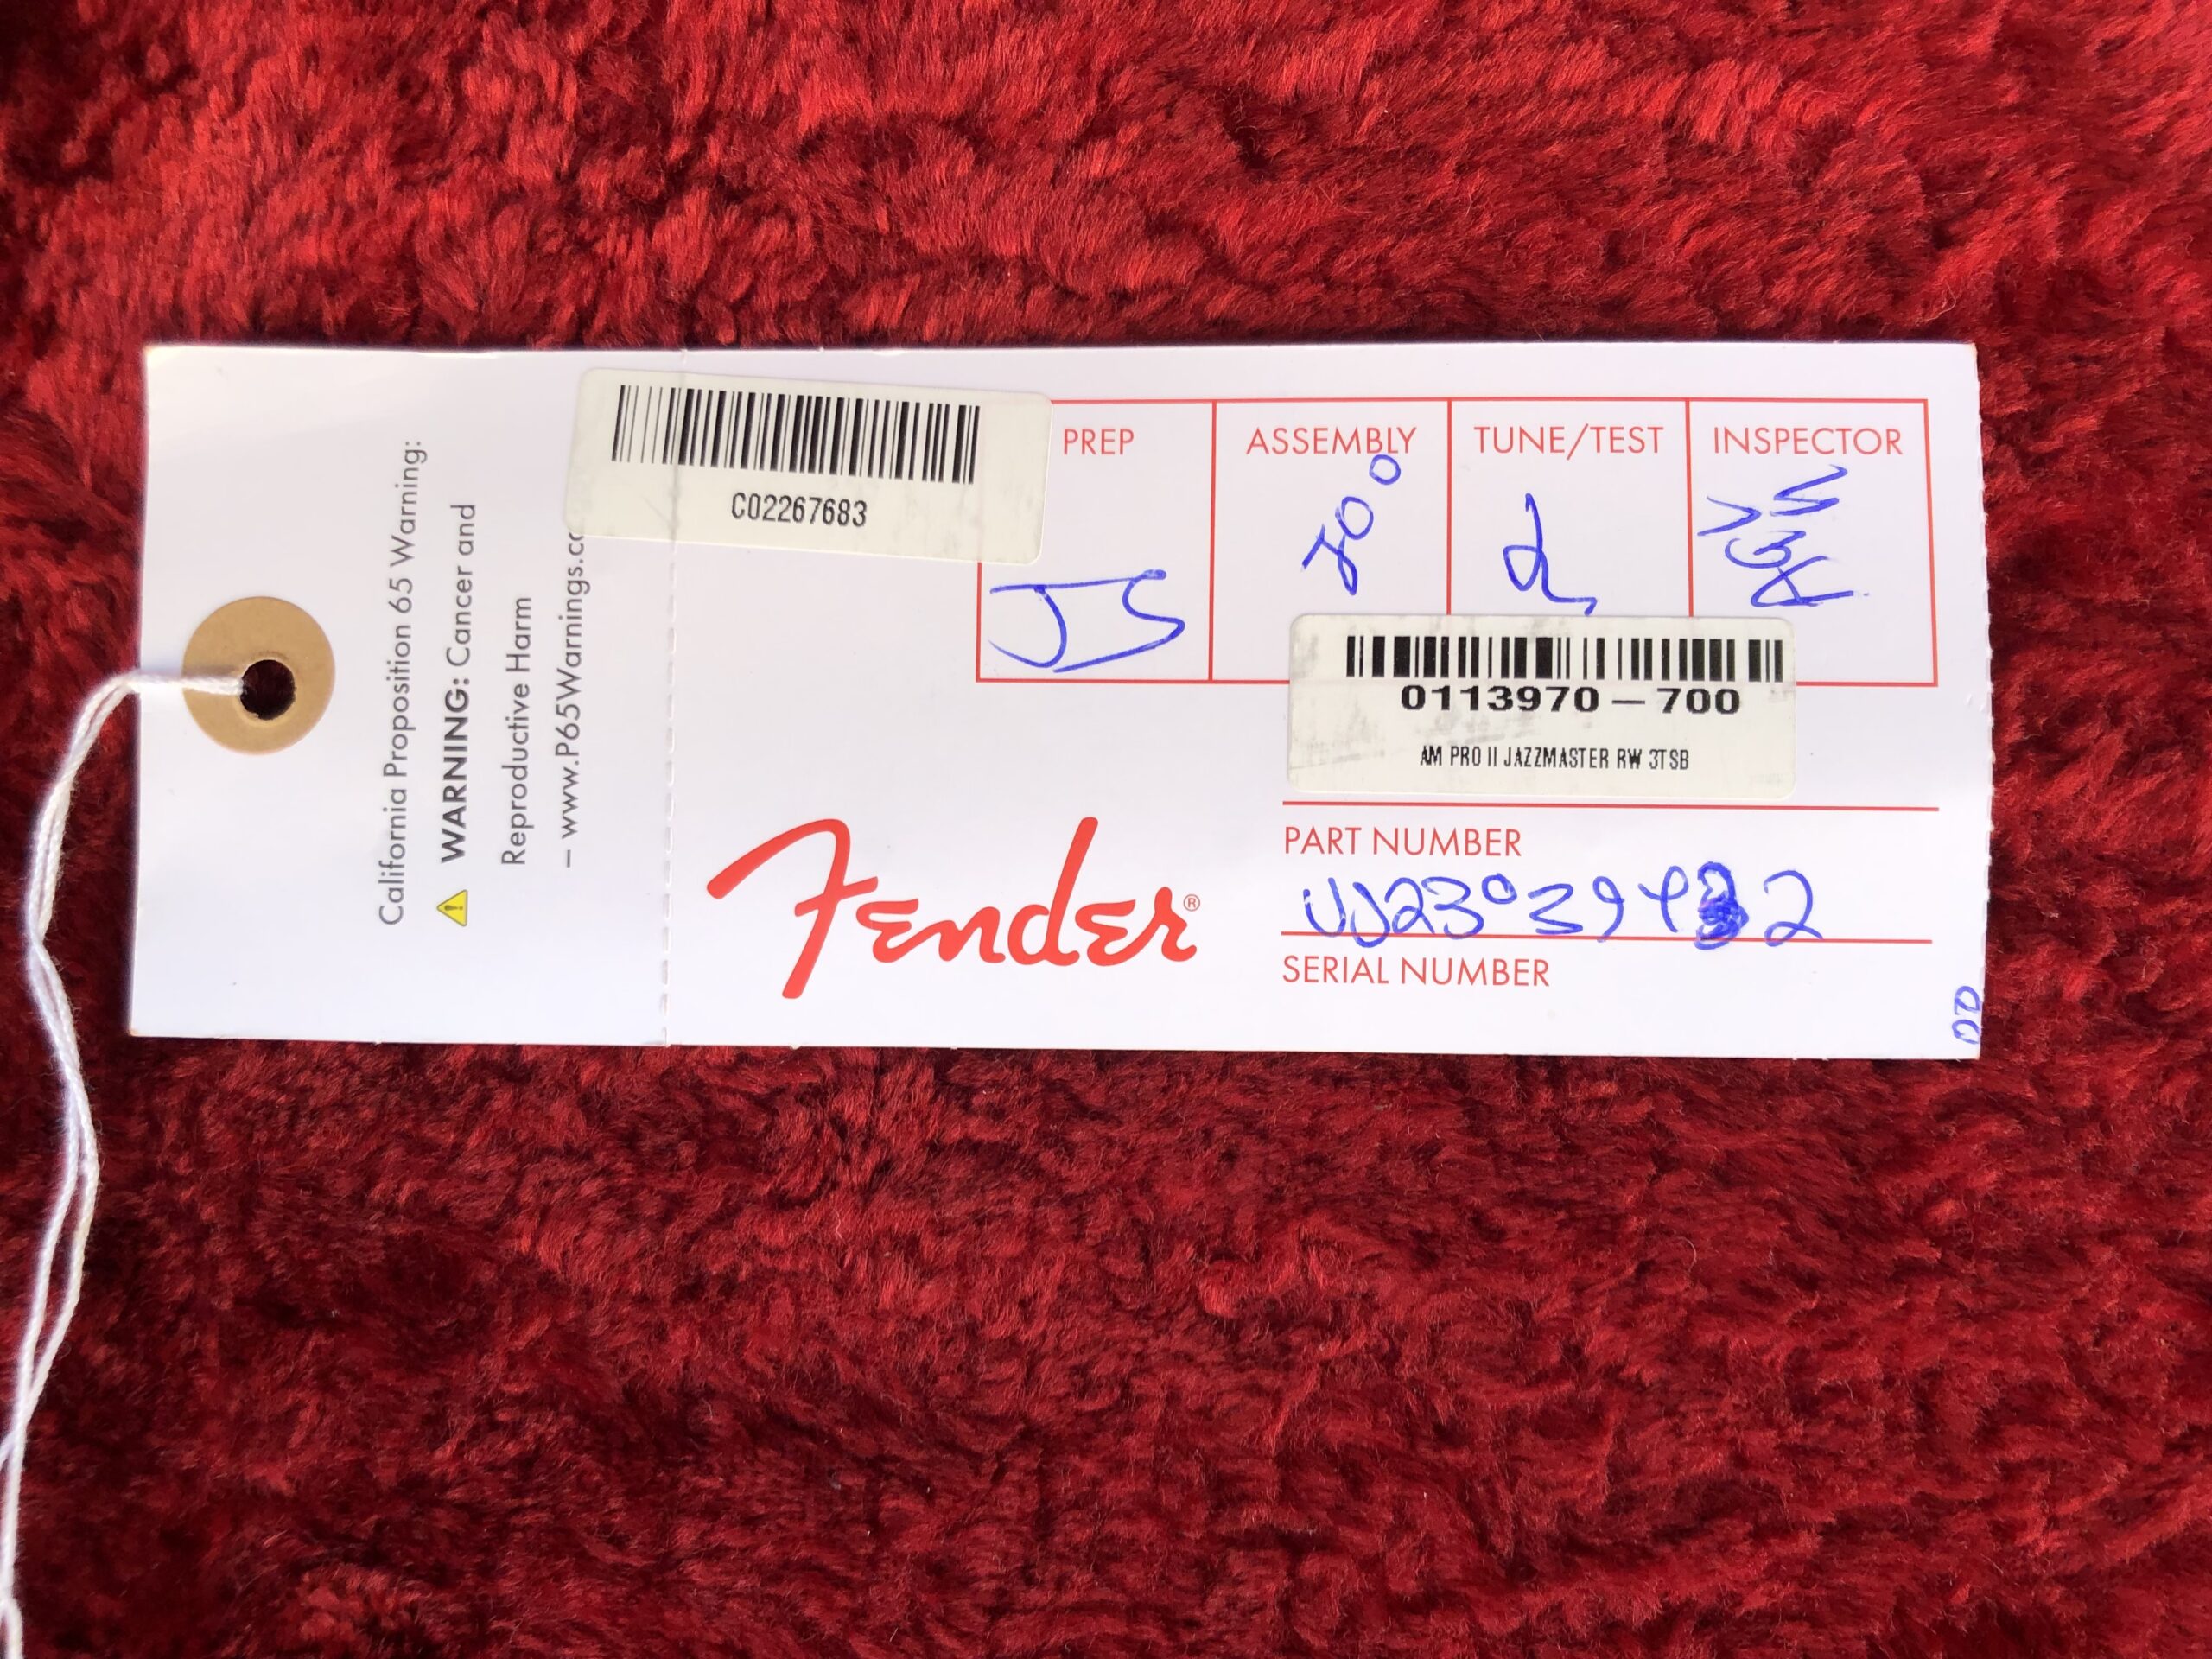 California Proposition 65 Warning:
WARNING: Cancer and
Reproductive Harm
– www.P65Warnings.co
C02267683
PREP
ASSEMBLY
TUNE/TEST
INSPECTOR
JS
0113970-700
AM PRO II JAZZMASTER RW 3TSB
PART NUMBER
SERIAL NUMBER
Fender®